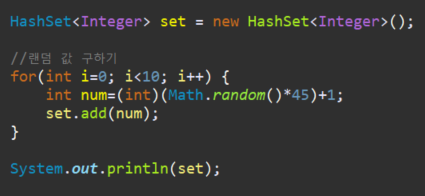 HashSet<Integer> set = new HashSet<Integer>();
//랜덤 값 구하기
for(int i=0; i<10; i++) {
int num=(int)(Math.random()*45)+1;
set.add(num);
}
System.out.println(set);